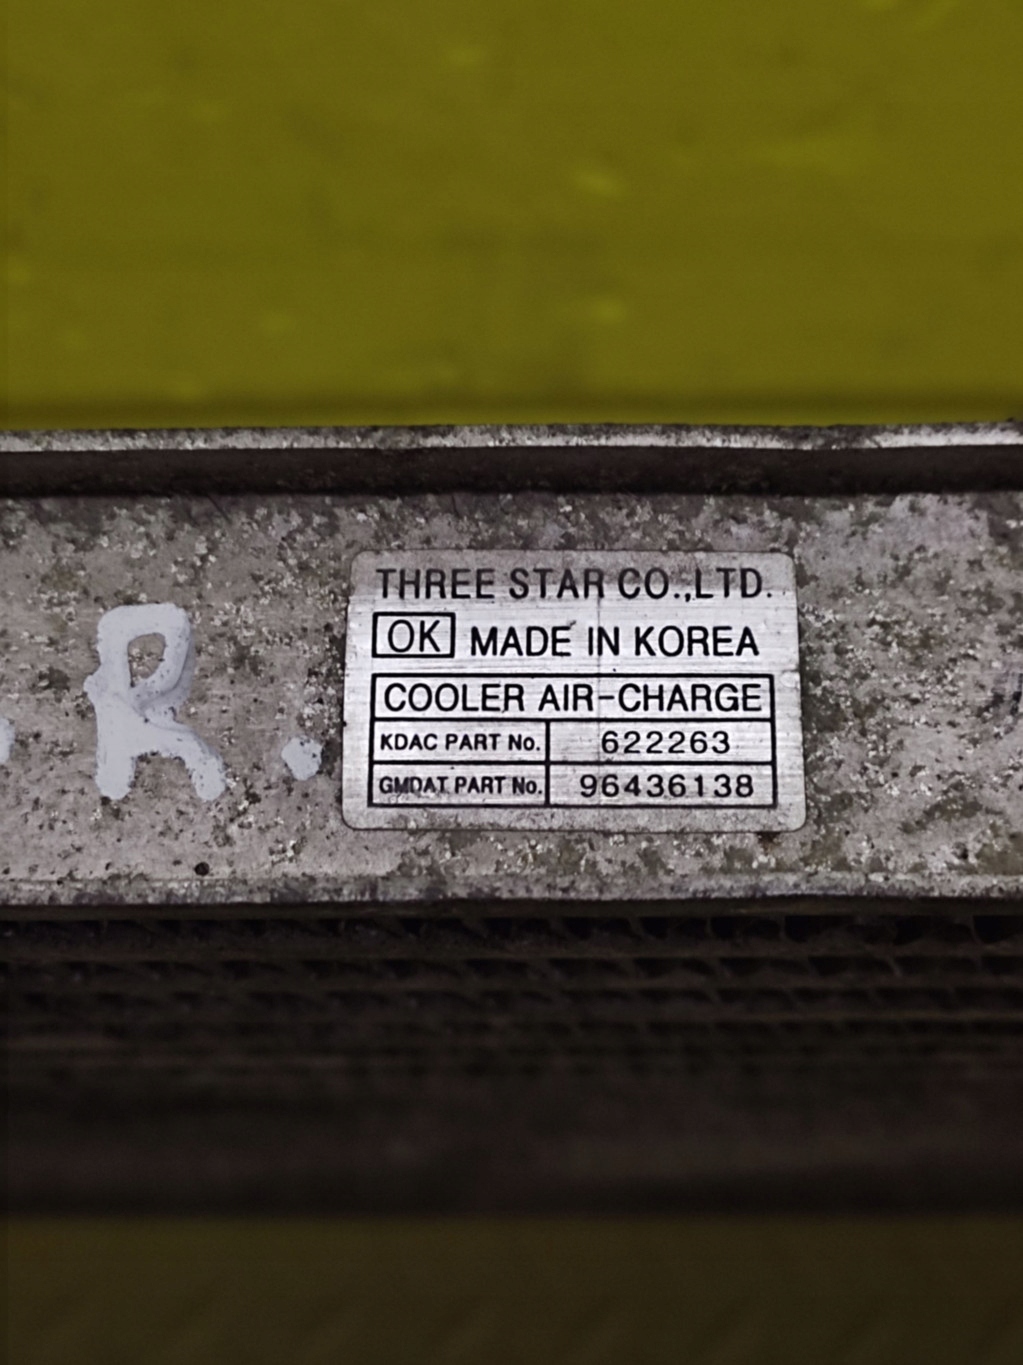 THREE STAR CO.,LTD.
OK MADE IN KOREA
COOLER AIR-CHARGE
KDAC PART No. 622263
GMDAT PART No. 96436138
R.